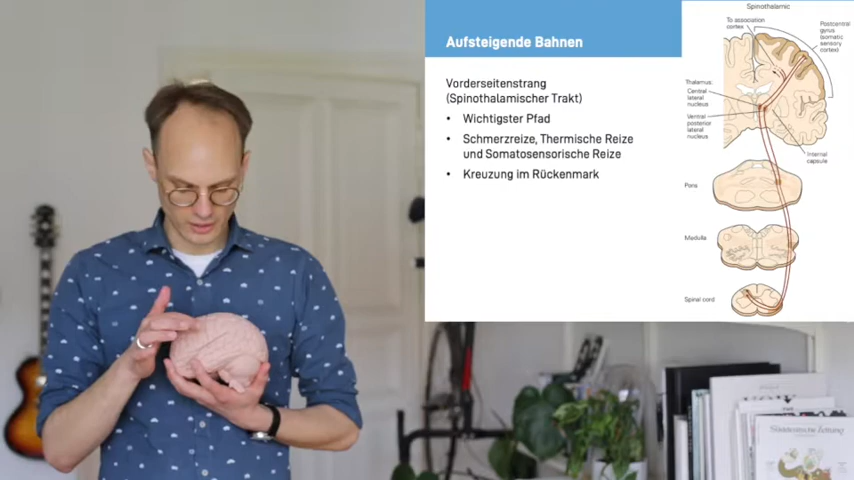 Aufsteigende Bahnen
Vorderseitenstrang
(Spinothalamischer Trakt)
• Wichtigster Pfad
• Schmerzreize, Thermische Reize
und Somatosensorische Reize
• Kreuzung im Rückenmark
Spinothalamic
To association
cortex
Postcentral
gyrus
(somatic
sensory
cortex)
Thalamus:
Central
lateral
nucleus
Ventral
posterior
lateral
nucleus
Internal
capsule
Pons
Medulla
Spinal cord
Süddeutsche Zeitung